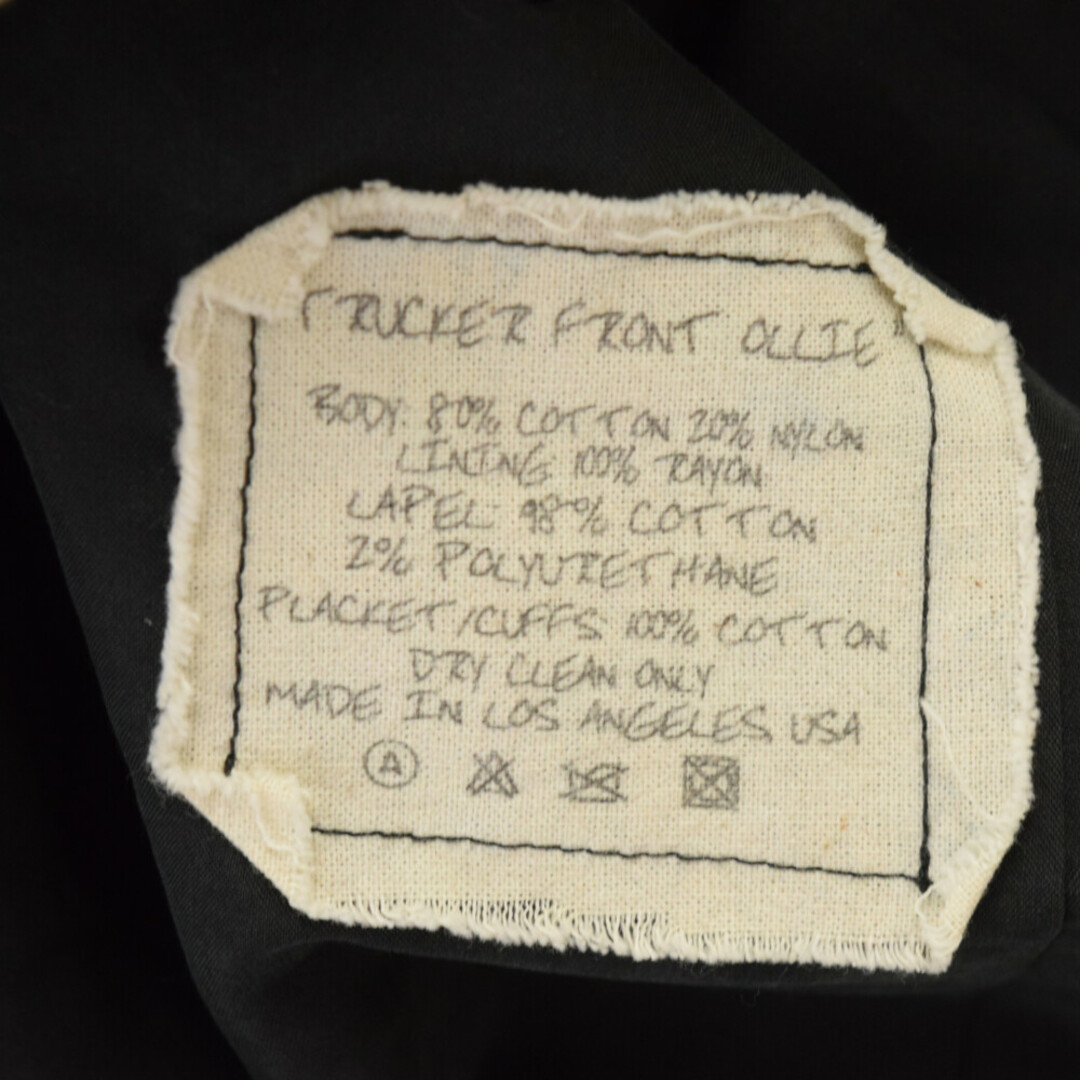 TRUCKER FRONT OLLIE"
BODY: 80% COTTON 20% NYLON
LINING: 100% RAYON
LAPEL: 98% COTTON
2% POLYURETHANE
PLACKET/CUFFS: 100% COTTON
DRY CLEAN ONLY
MADE IN LOS ANGELES USA
A